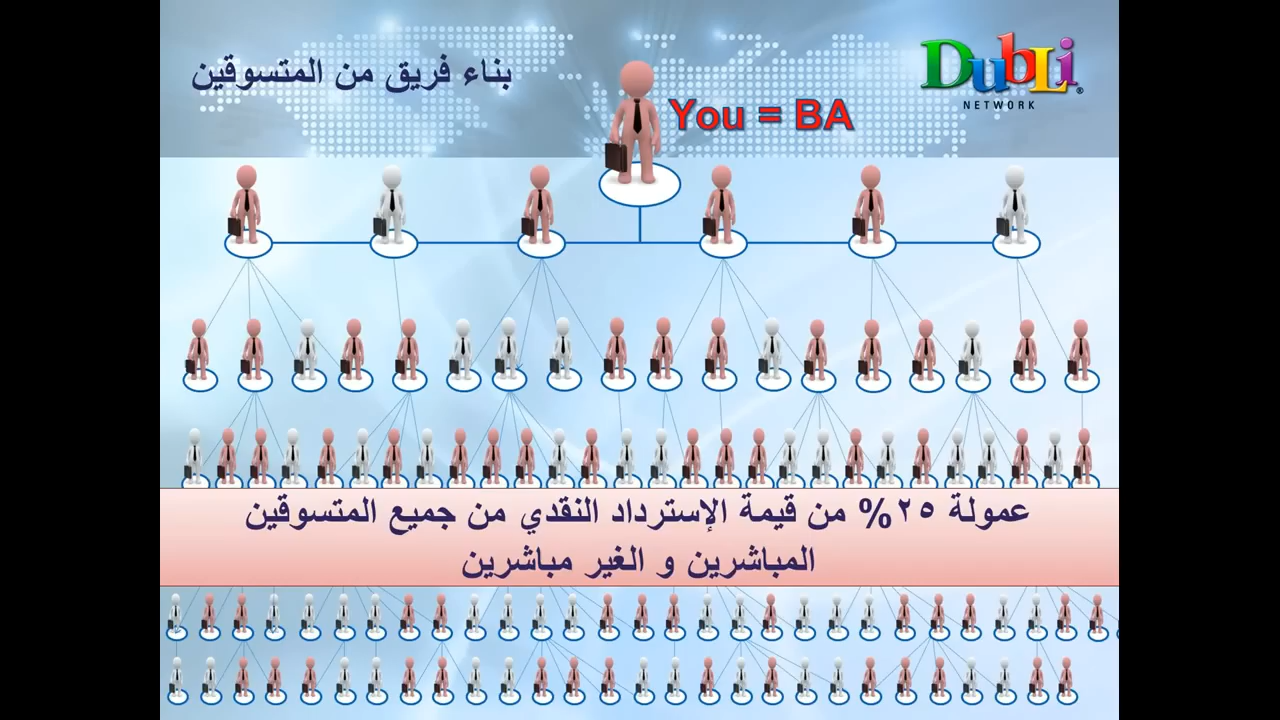 بناء فريق من المتسوقين
DubLi®
NETWORK
You = BA
عمولة ٢٥% من قيمة الإسترداد النقدي من جميع المتسوقين
المباشرين و الغير مباشرين